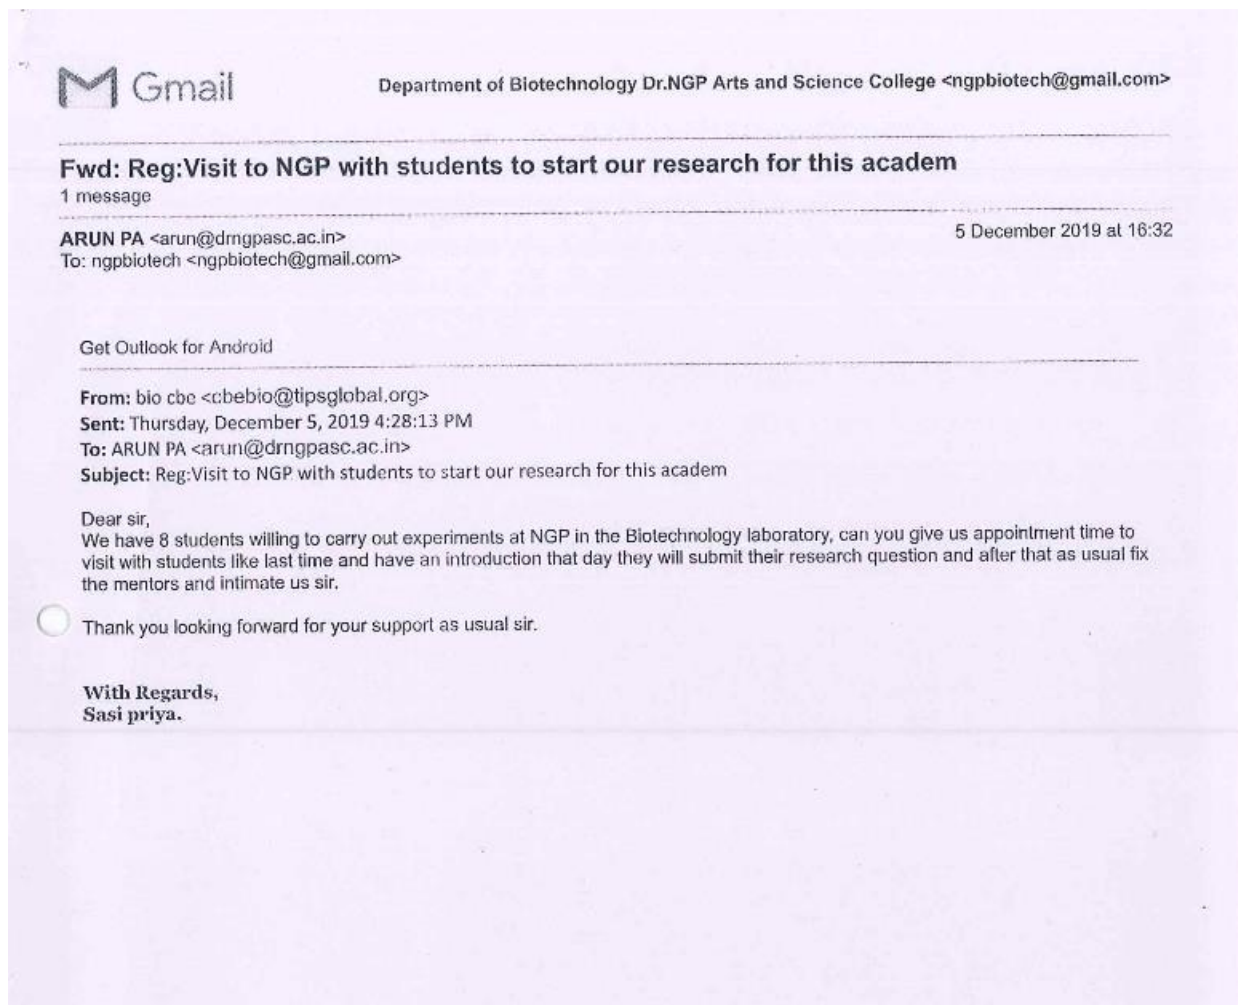 Gmail
Department of Biotechnology Dr.NGP Arts and Science College <ngpbiotech@gmail.com>
Fwd: Reg:Visit to NGP with students to start our research for this academ
1 message
ARUN PA <arun@drngpasc.ac.in>
5 December 2019 at 16:32
To: ngpbiotech <ngpbiotech@gmail.com>
Get Outlook for Android
From: bio cbe <cbebio@tipsglobal.org>
Sent: Thursday, December 5, 2019 4:28:13 PM
To: ARUN PA <arun@drngpasc.ac.in>
Subject: Reg:Visit to NGP with students to start our research for this academ
Dear sir,
We have 8 students willing to carry out experiments at NGP in the Biotechnology laboratory, can you give us appointment time to
visit with students like last time and have an introduction that day they will submit their research question and after that as usual fix
the mentors and intimate us sir.
Thank you looking forward for your support as usual sir.
With Regards,
Sasi priya.